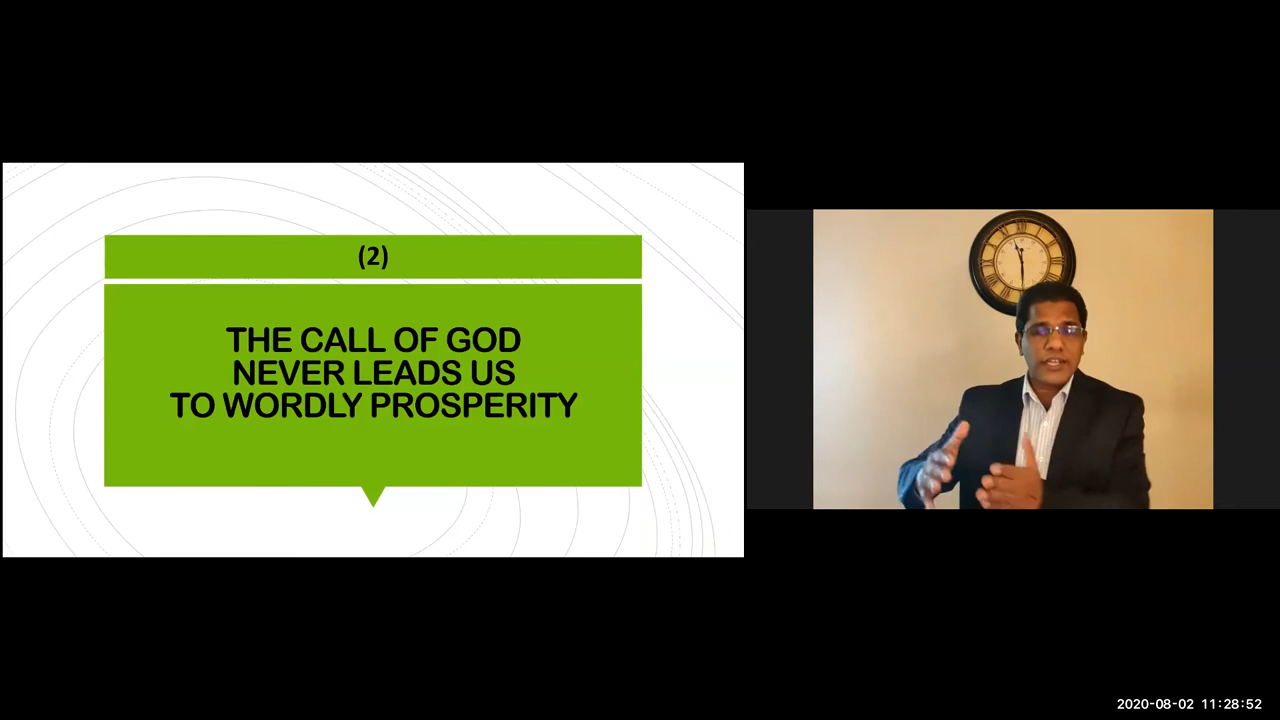 (2)
THE CALL OF GOD
NEVER LEADS US
TO WORDLY PROSPERITY
2020-08-02 11:28:52